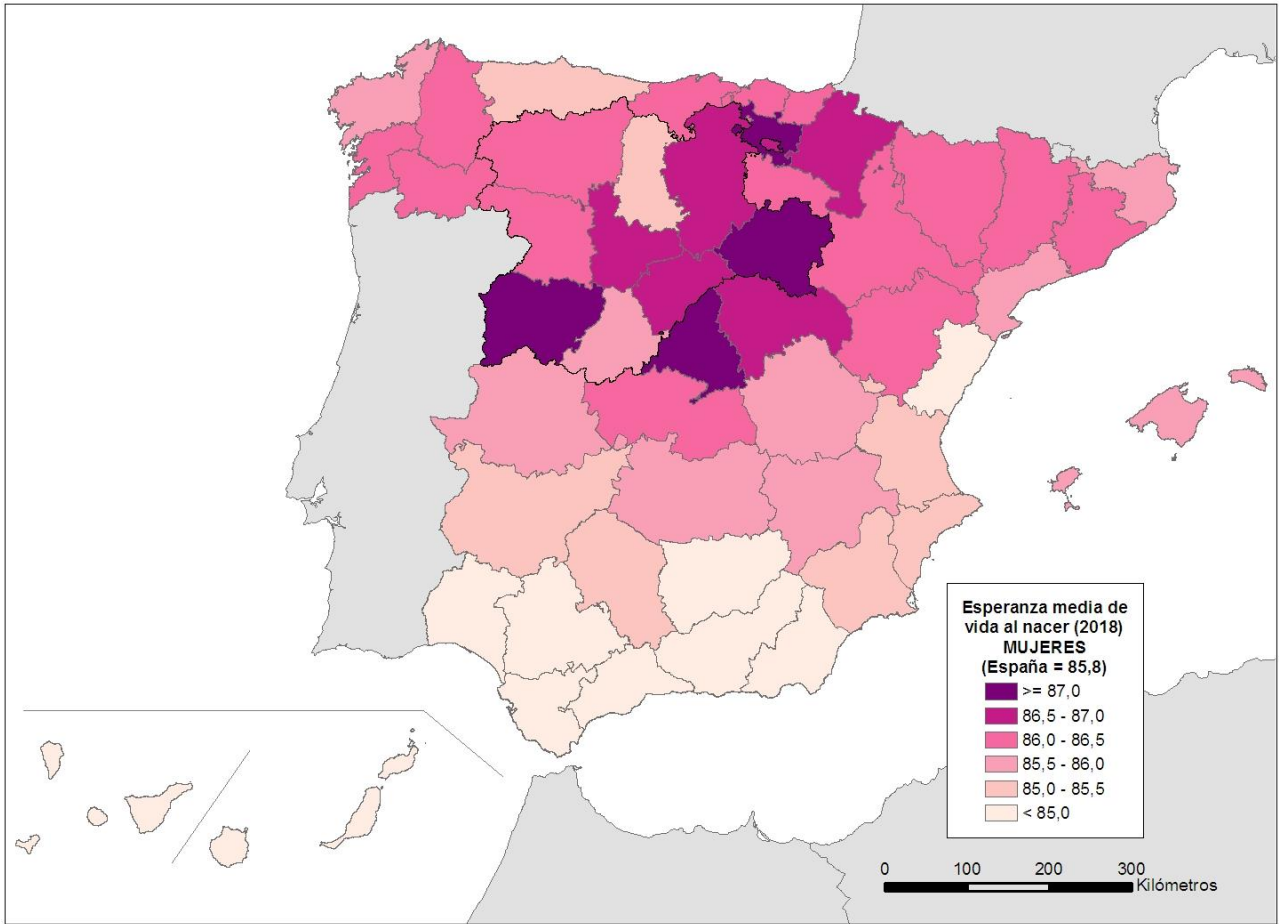 Esperanza media de
vida al nacer (2018)
MUJERES
(España = 85,8)
>= 87,0
86,5 - 87,0
86,0 - 86,5
85,5 - 86,0
85,0 - 85,5
< 85,0
0 100 200 300
Kilómetros